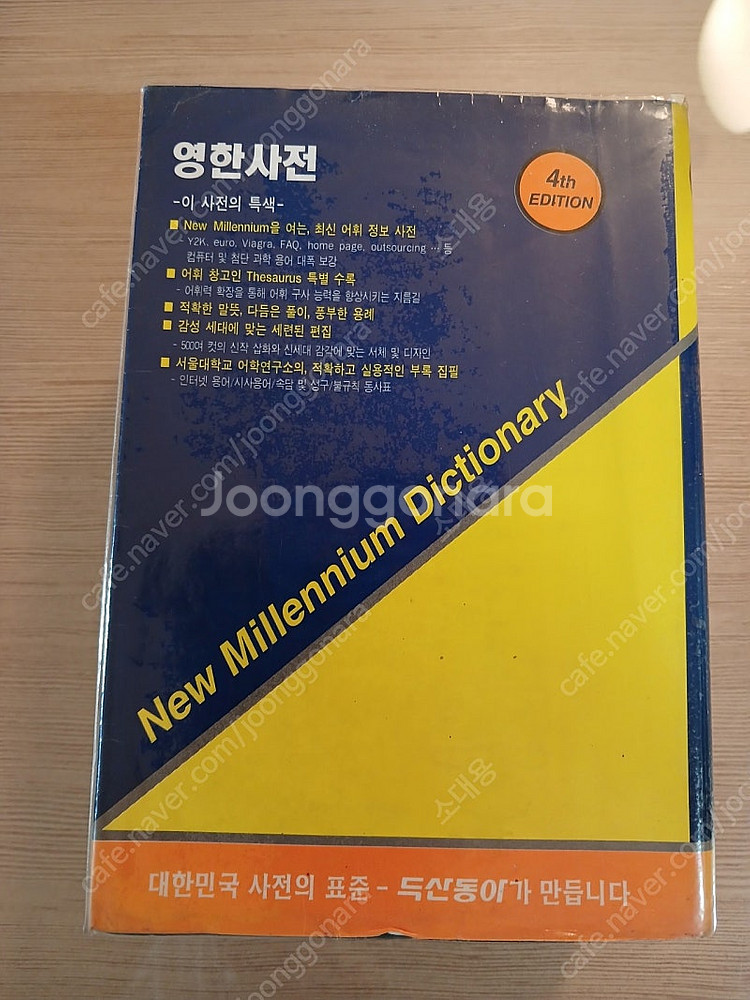 영한사전
4th
EDITION
-이 사전의 특색-
■ New Millennium을 여는, 최신 어휘 정보 사전
Y2K, euro, Viagra, FAQ, home page, outsourcing … 등
컴퓨터 및 첨단 과학 용어 대폭 보강
■ 어휘 창고인 Thesaurus 특별 수록
- 어휘력 확장을 통해 어휘 구사 능력을 향상시키는 지름길
■ 적확한 말뜻, 다듬은 풀이, 풍부한 용례
■ 감성 세대에 맞는 세련된 편집
- 500여 컷의 신작 삽화와 신세대 감각에 맞는 서체 및 디자인
■ 서울대학교 어학연구소의, 적확하고 실용적인 부록 집필
- 인터넷 용어/시사용어/속담 및 성구/불규칙 동사표
New Millennium Dictionary
대한민국 사전의 표준 - 두산동아가 만듭니다
Joonggonara
cafe.naver.com/joonggonara
소대용